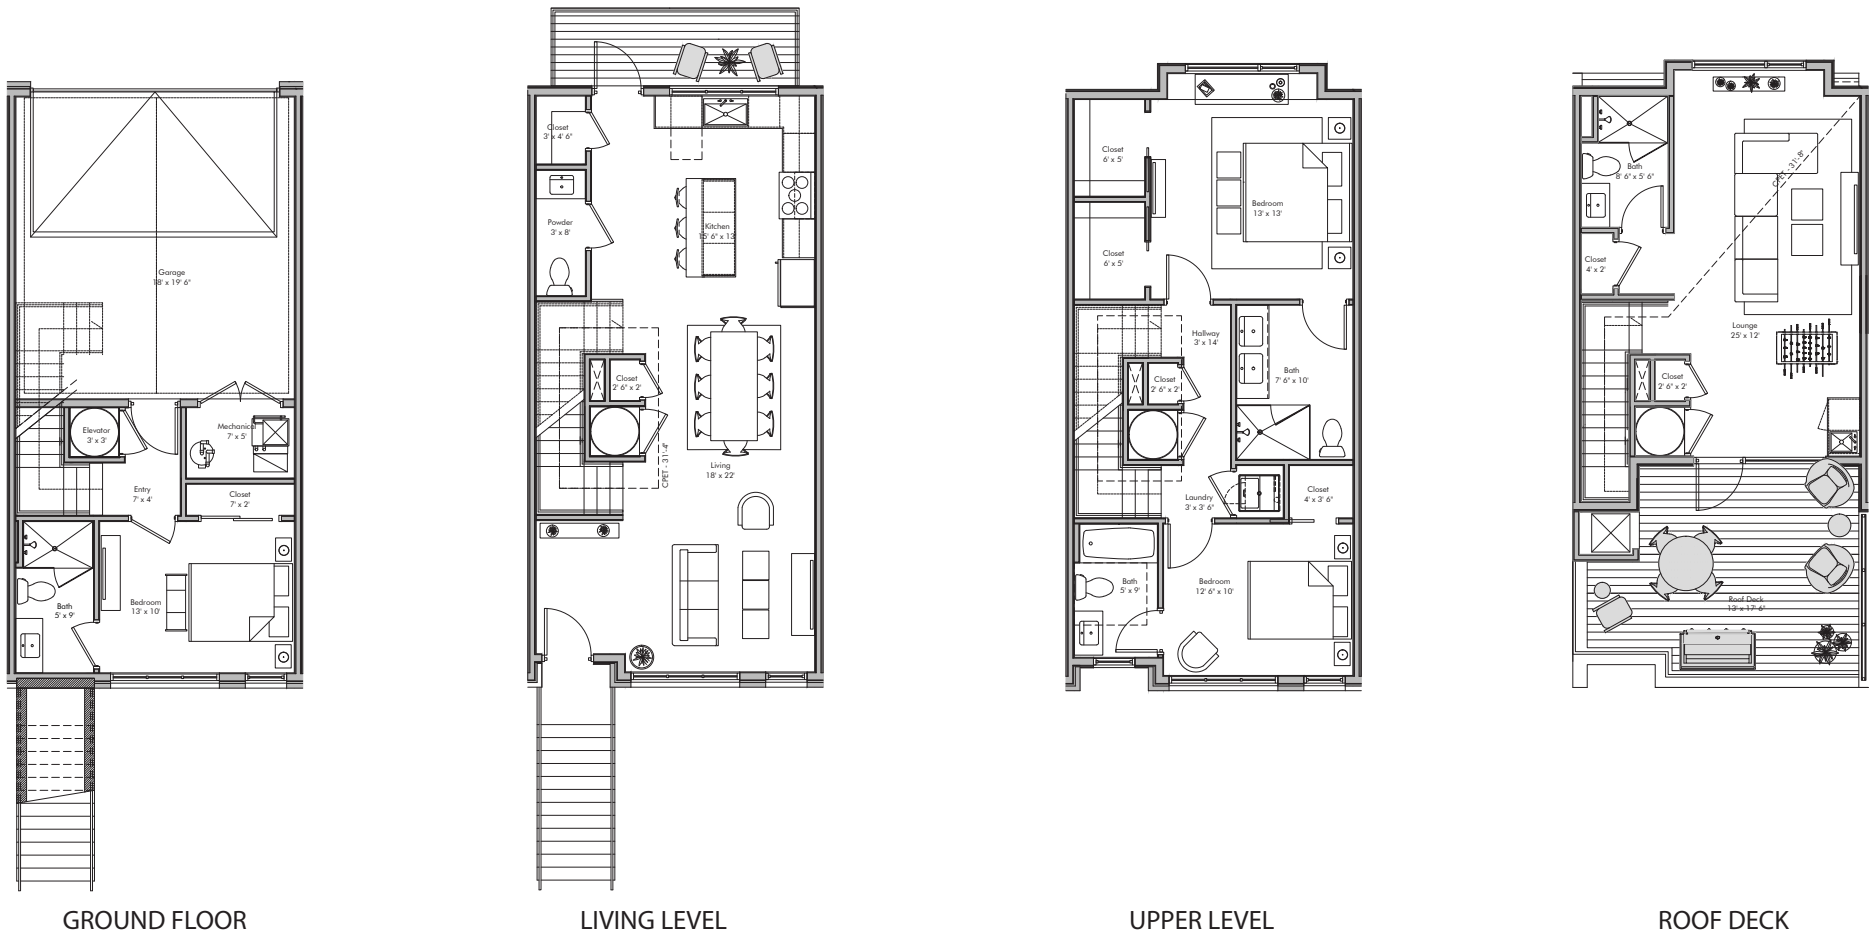 Garage
18' x 19' 6"
Elevator
3' x 3'
Mechanical
7' x 5'
Entry
7' x 4'
Closet
7' x 2'
Bath
5' x 9'
Bedroom
13' x 10'
GROUND FLOOR
Closet
3' x 4' 6"
Powder
3' x 8'
Kitchen
15' 6" x 13'
Closet
2' 6" x 2'
CPET - 31'-4"
Living
18' x 22'
LIVING LEVEL
Closet
6' x 5'
Bedroom
13' x 13'
Closet
6' x 5'
Hallway
3' x 14'
Closet
2' 6" x 2'
Bath
7' 6" x 10'
Laundry
3' x 3' 6"
Closet
4' x 3' 6"
Bath
5' x 9'
Bedroom
12' 6" x 10'
UPPER LEVEL
Bath
8' 6" x 5' 6"
CPET - 31'-8"
Closet
4' x 2'
Lounge
25' x 12'
Closet
2' 6" x 2'
Roof Deck
13' x 17' 6"
ROOF DECK